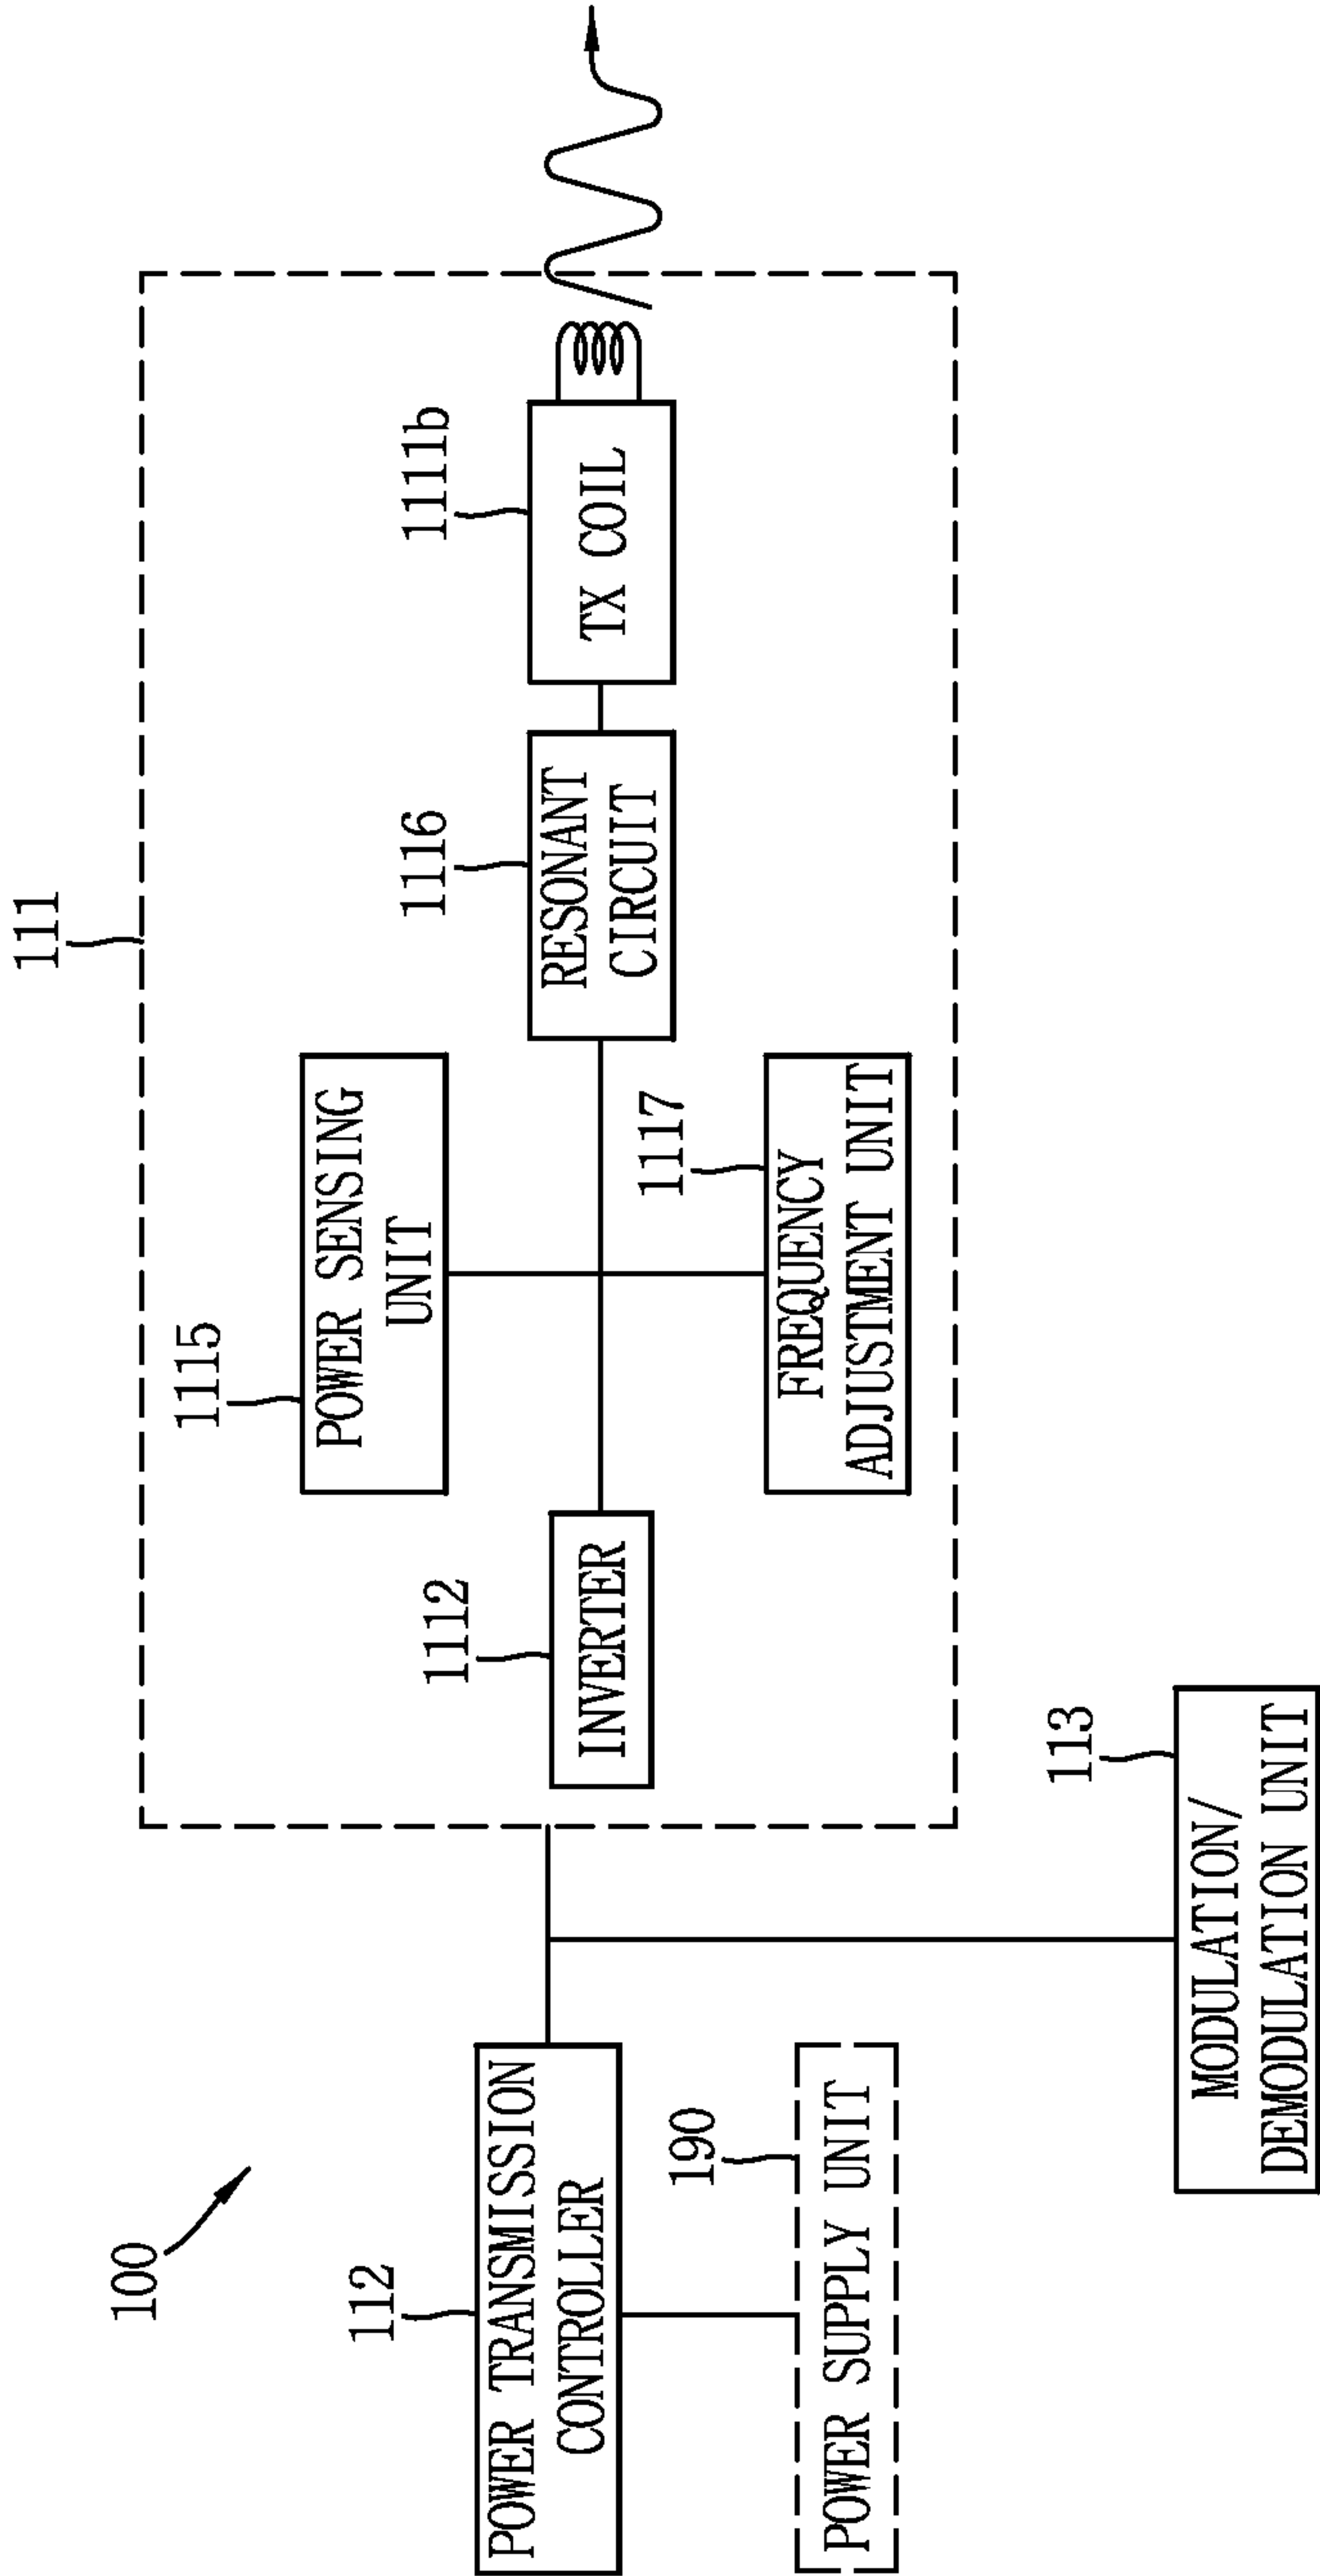 100
111
1115
POWER SENSING
UNIT
112
POWER TRANSMISSION
CONTROLLER
1112
INVERTER
1116
RESONANT
CIRCUIT
1111b
TX COIL
190
POWER SUPPLY UNIT
1117
FREQUENCY
ADJUSTMENT UNIT
113
MODULATION/
DEMODULATION UNIT